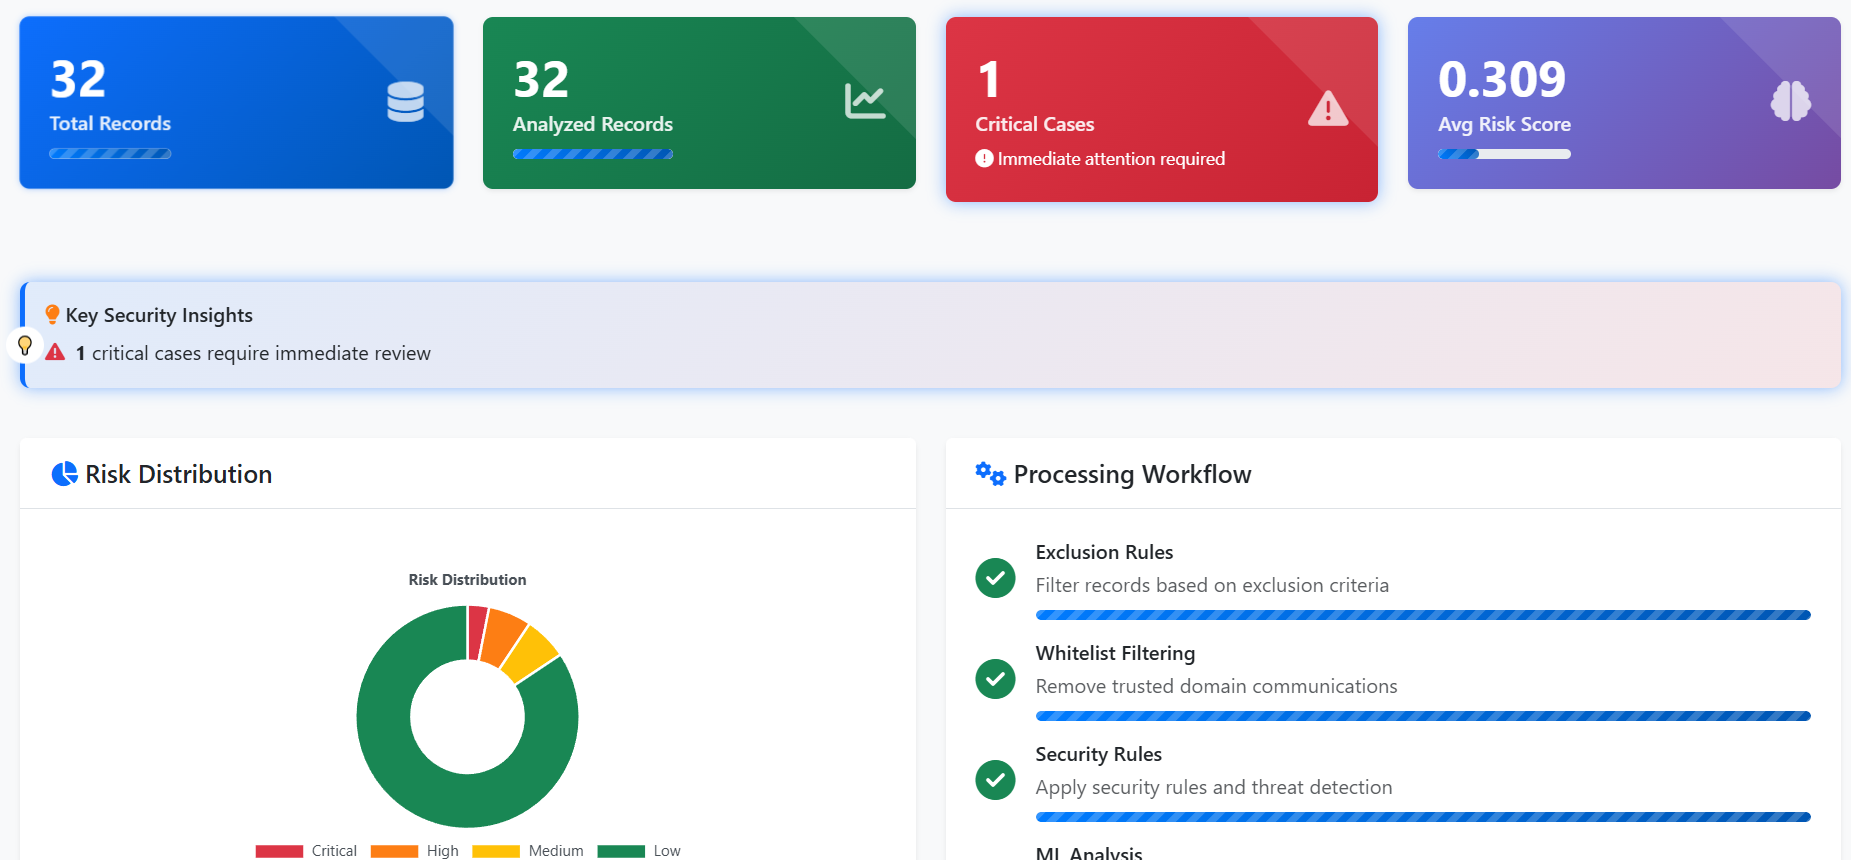 32
Total Records
32
Analyzed Records
1
Critical Cases
Immediate attention required
0.309
Avg Risk Score
Key Security Insights
1 critical cases require immediate review
Risk Distribution
Risk Distribution
Critical High Medium Low
Processing Workflow
Exclusion Rules
Filter records based on exclusion criteria
Whitelist Filtering
Remove trusted domain communications
Security Rules
Apply security rules and threat detection
ML Analysis